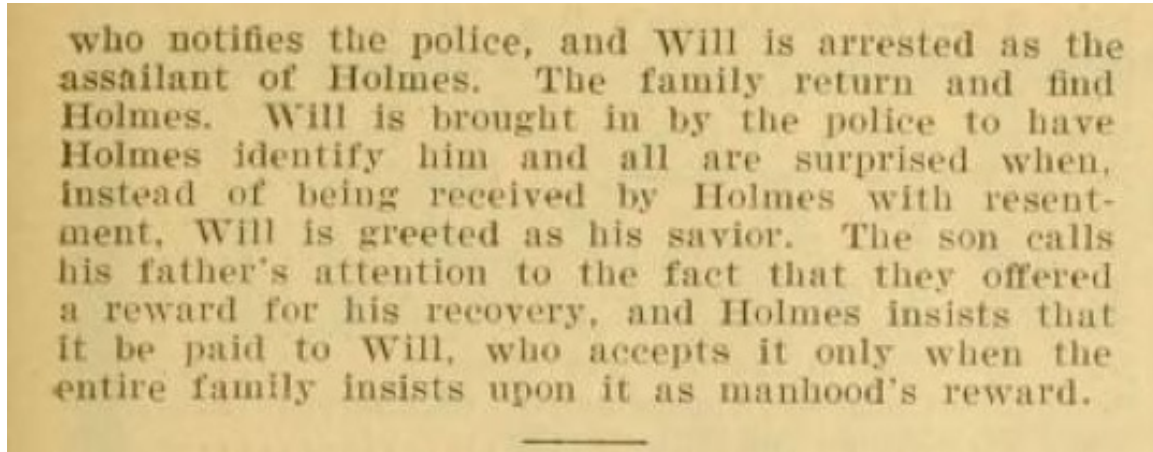 who notifies the police, and Will is arrested as the
assailant of Holmes. The family return and find
Holmes. Will is brought in by the police to have
Holmes identify him and all are surprised when,
instead of being received by Holmes with resent-
ment, Will is greeted as his savior. The son calls
his father's attention to the fact that they offered
a reward for his recovery, and Holmes insists that
it be paid to Will, who accepts it only when the
entire family insists upon it as manhood's reward.